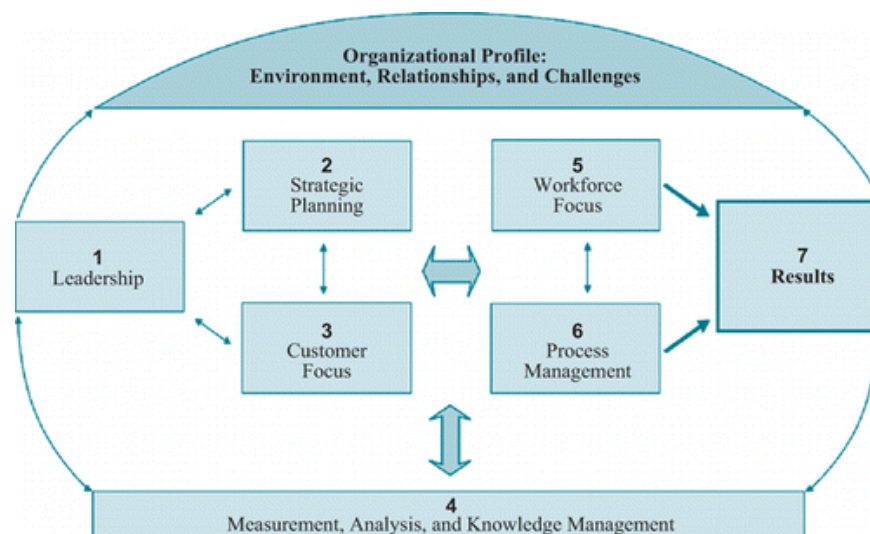 Organizational Profile:
Environment, Relationships, and Challenges
2
Strategic
Planning
5
Workforce
Focus
1
Leadership
7
Results
3
Customer
Focus
6
Process
Management
4
Measurement, Analysis, and Knowledge Management